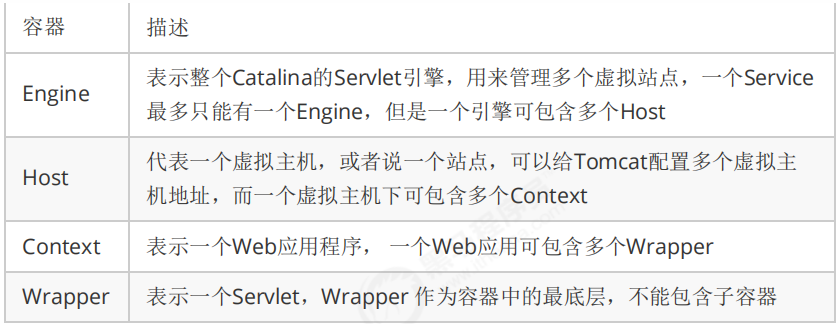 容器 描述
Engine 表示整个Catalina的Servlet引擎，用来管理多个虚拟站点，一个Service
最多只能有一个Engine，但是一个引擎可包含多个Host
Host 代表一个虚拟主机，或者说一个站点，可以给Tomcat配置多个虚拟主
机地址，而一个虚拟主机下可包含多个Context
Context 表示一个Web应用程序， 一个Web应用可包含多个Wrapper
Wrapper 表示一个Servlet，Wrapper 作为容器中的最底层，不能包含子容器